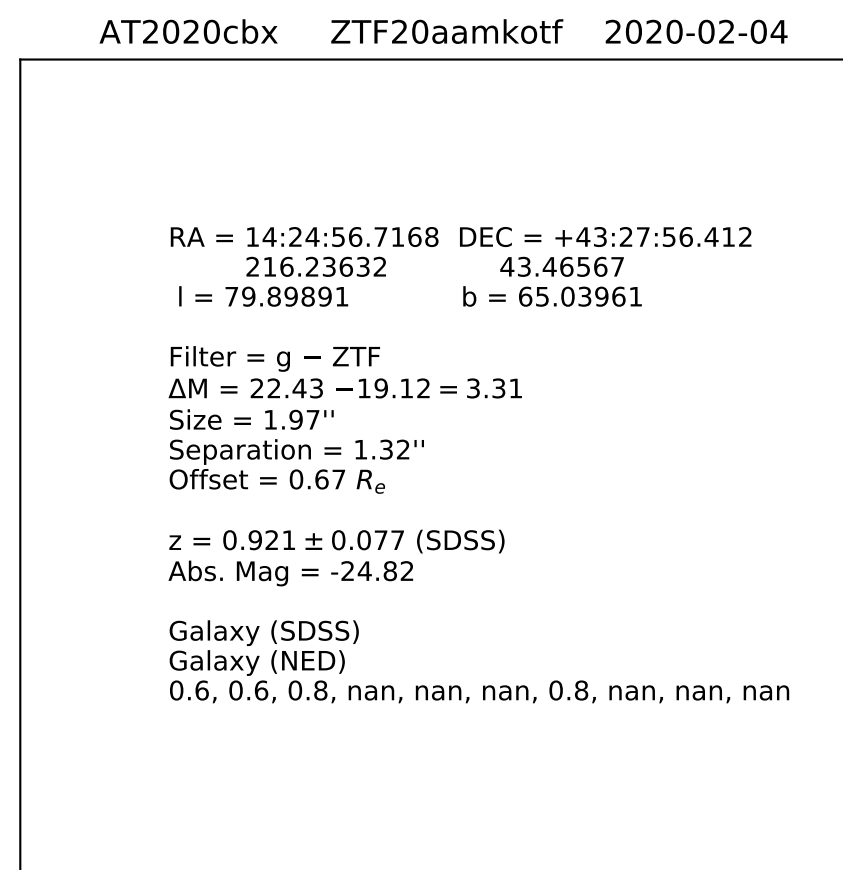 AT2020cbx ZTF20aamkotf 2020-02-04
RA = 14:24:56.7168 DEC = +43:27:56.412
216.23632 43.46567
l = 79.89891 b = 65.03961
Filter = g − ZTF
ΔM = 22.43 −19.12 = 3.31
Size = 1.97''
Separation = 1.32''
Offset = 0.67 Re
z = 0.921 ± 0.077 (SDSS)
Abs. Mag = -24.82
Galaxy (SDSS)
Galaxy (NED)
0.6, 0.6, 0.8, nan, nan, nan, 0.8, nan, nan, nan